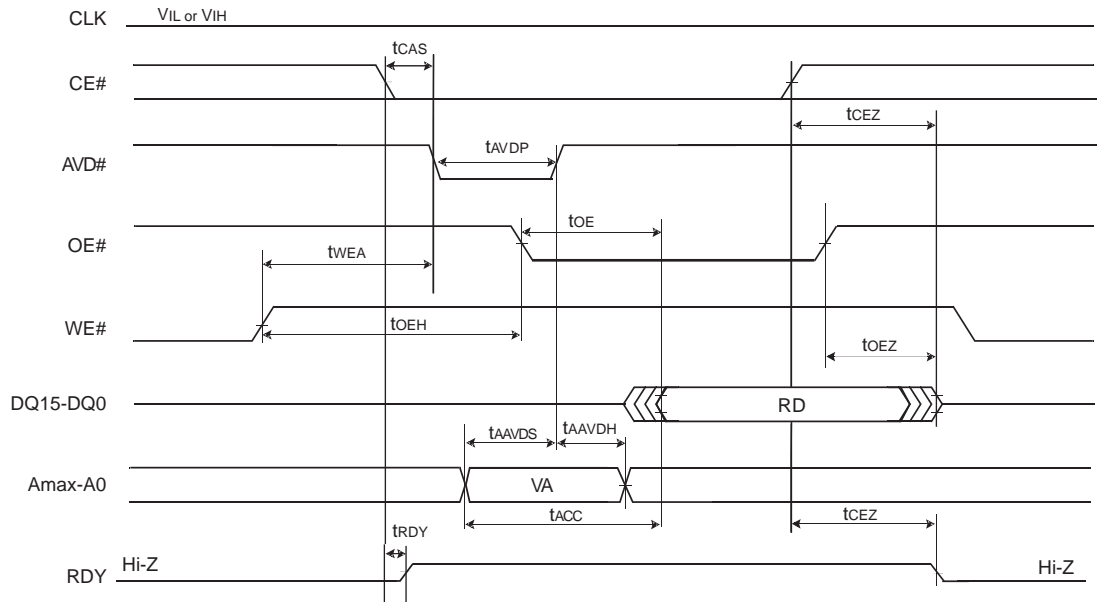 CLK VIL or VIH
tCAS
CE#
tCEZ
tAVDP
AVD#
tOE
OE#
tWEA
WE#
tOEH
tOEZ
DQ15-DQ0 RD
tAAVDS tAAVDH
Amax-A0 VA
tACC
tCEZ
tRDY
RDY Hi-Z Hi-Z